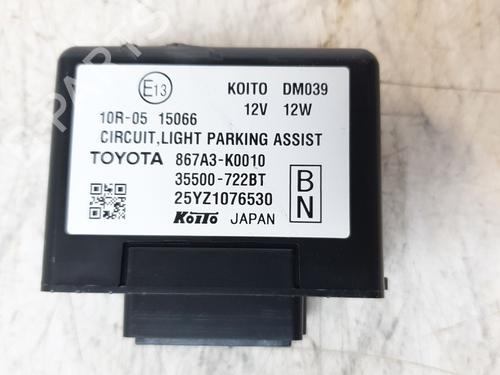 E13
KOITO DM039
10R-05 15066 12V 12W
CIRCUIT,LIGHT PARKING ASSIST
TOYOTA 867A3-K0010
35500-722BT
25YZ1076530
B
N
KOITO JAPAN
PARTS